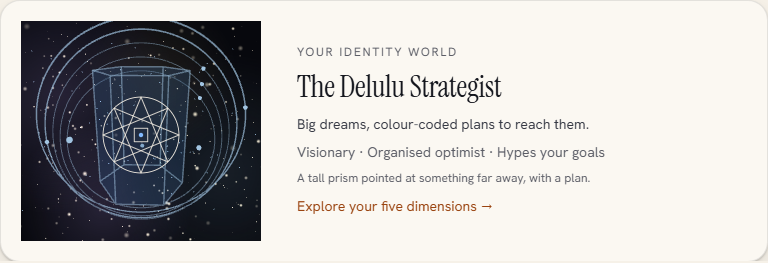 YOUR IDENTITY WORLD
The Delulu Strategist
Big dreams, colour-coded plans to reach them.
Visionary · Organised optimist · Hypes your goals
A tall prism pointed at something far away, with a plan.
Explore your five dimensions →